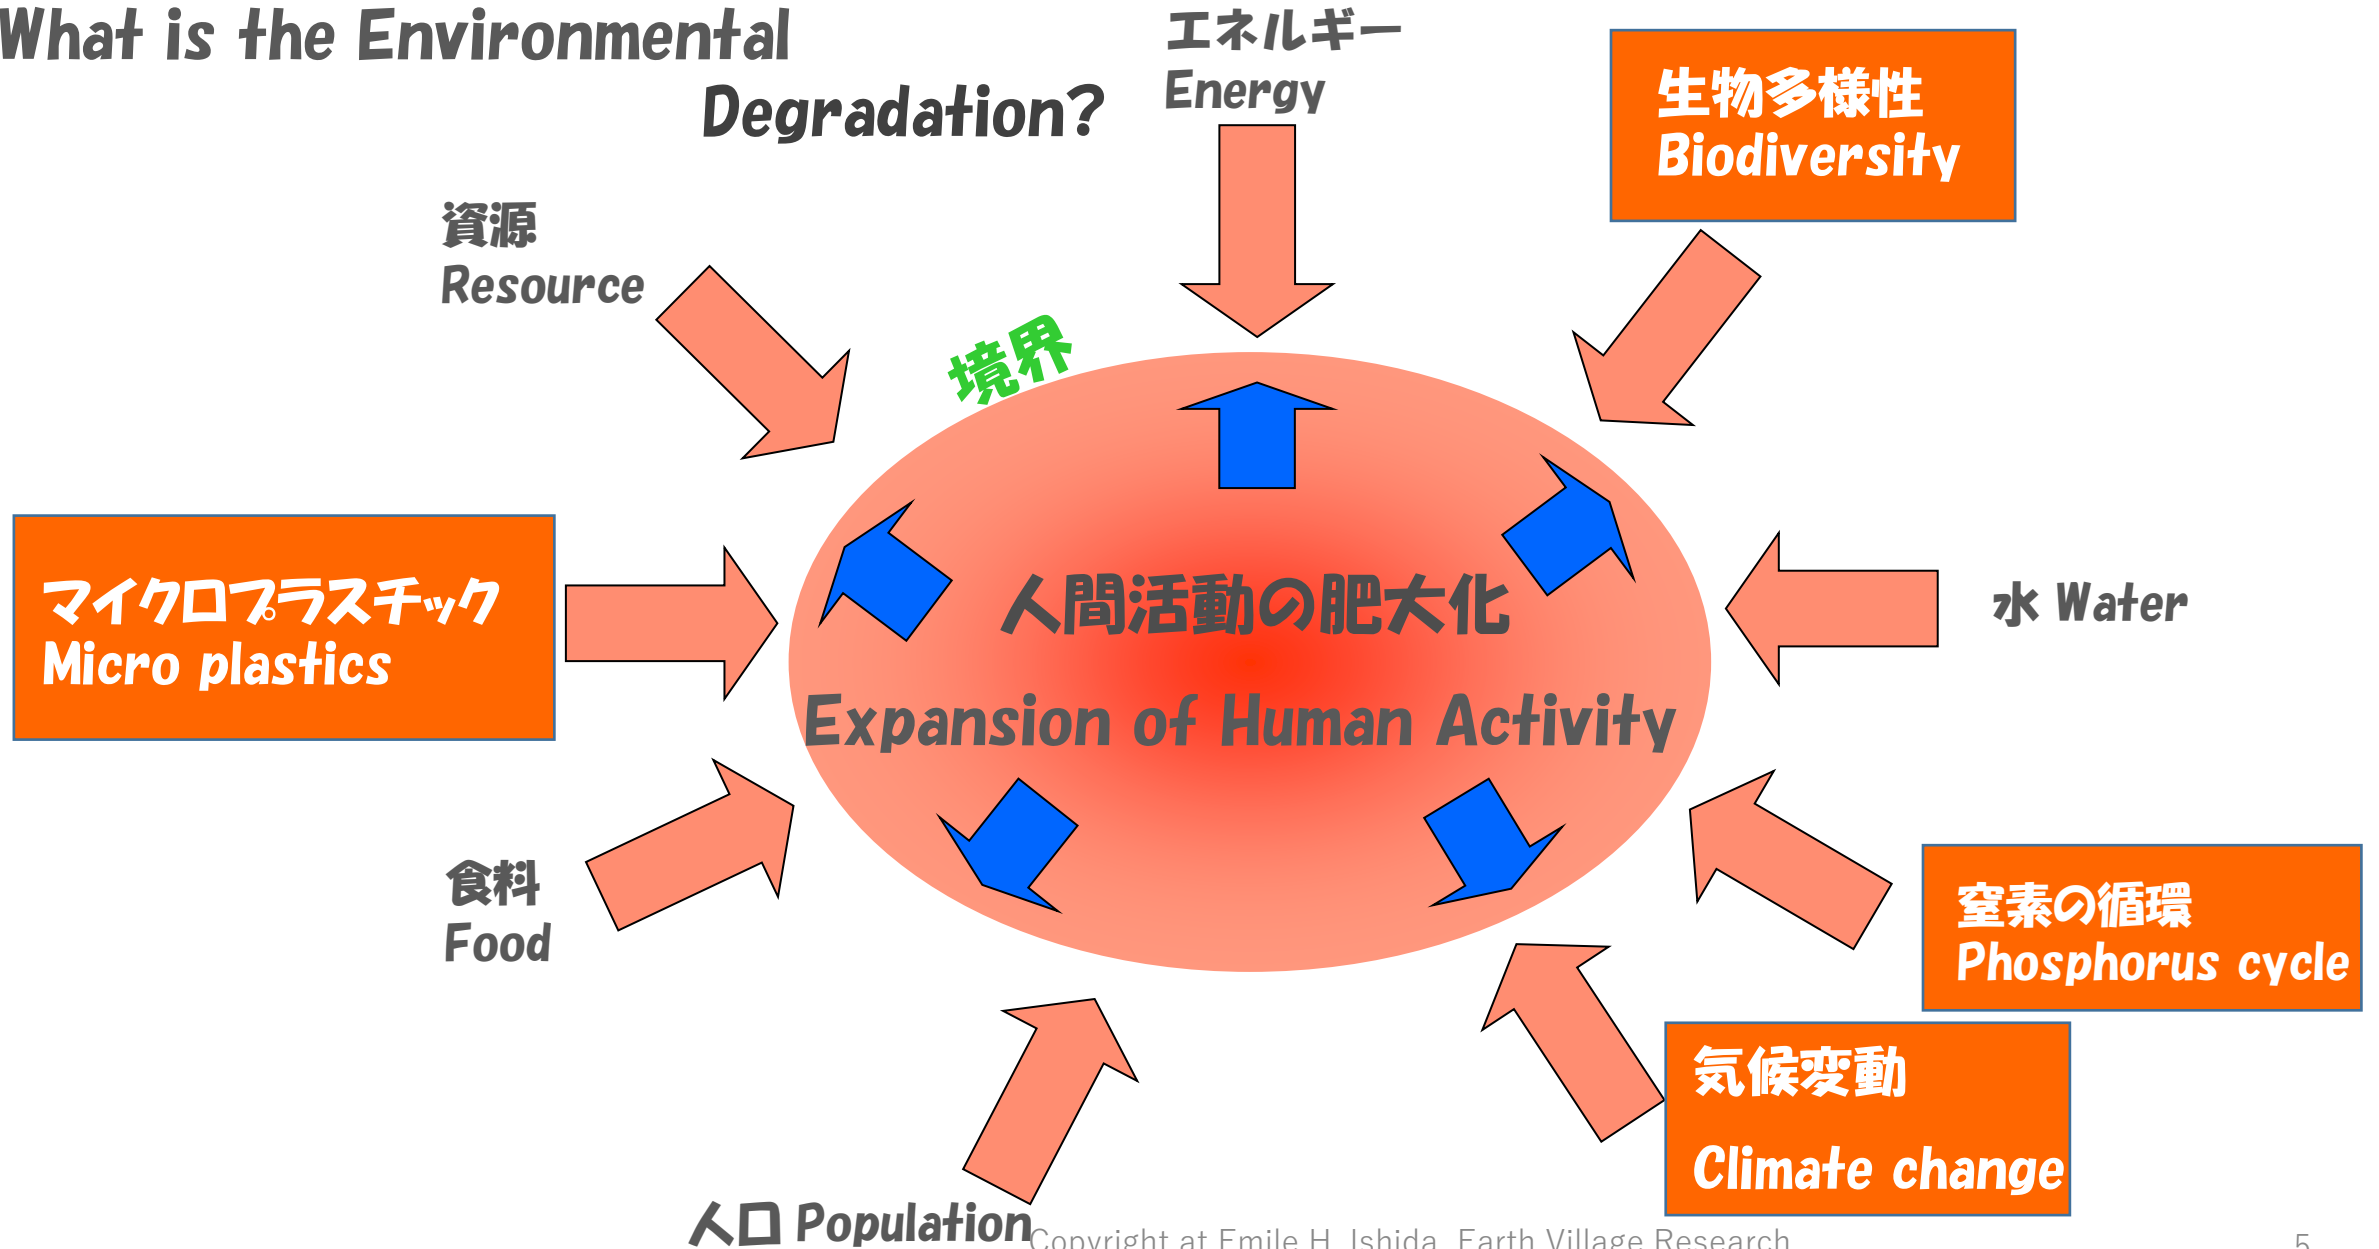 What is the Environmental
Degradation?
エネルギー
Energy
生物多様性
Biodiversity
資源
Resource
境界
マイクロプラスチック
Micro plastics
人間活動の肥大化
Expansion of Human Activity
水 Water
食料
Food
窒素の循環
Phosphorus cycle
気候変動
Climate change
人口 Population
Copyright at Emile H. Ishida, Earth Village Research
5